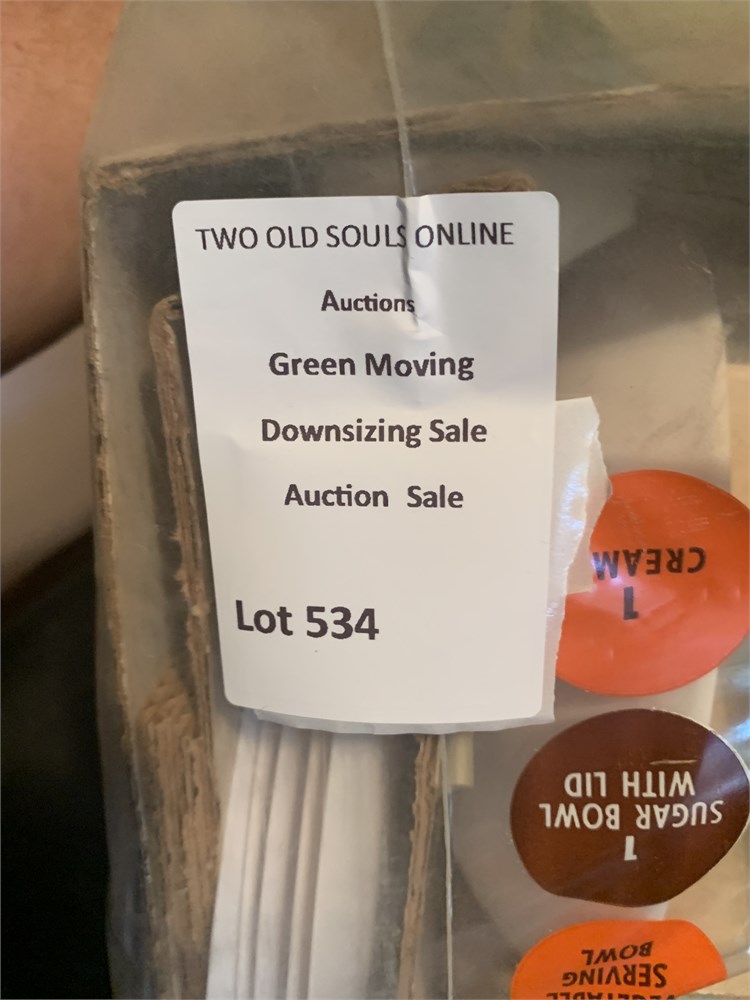 TWO OLD SOULS ONLINE
Auctions
Green Moving
Downsizing Sale
Auction Sale
Lot 534
1
CREAM
1
SUGAR BOWL
WITH LID
SERVING
BOWL